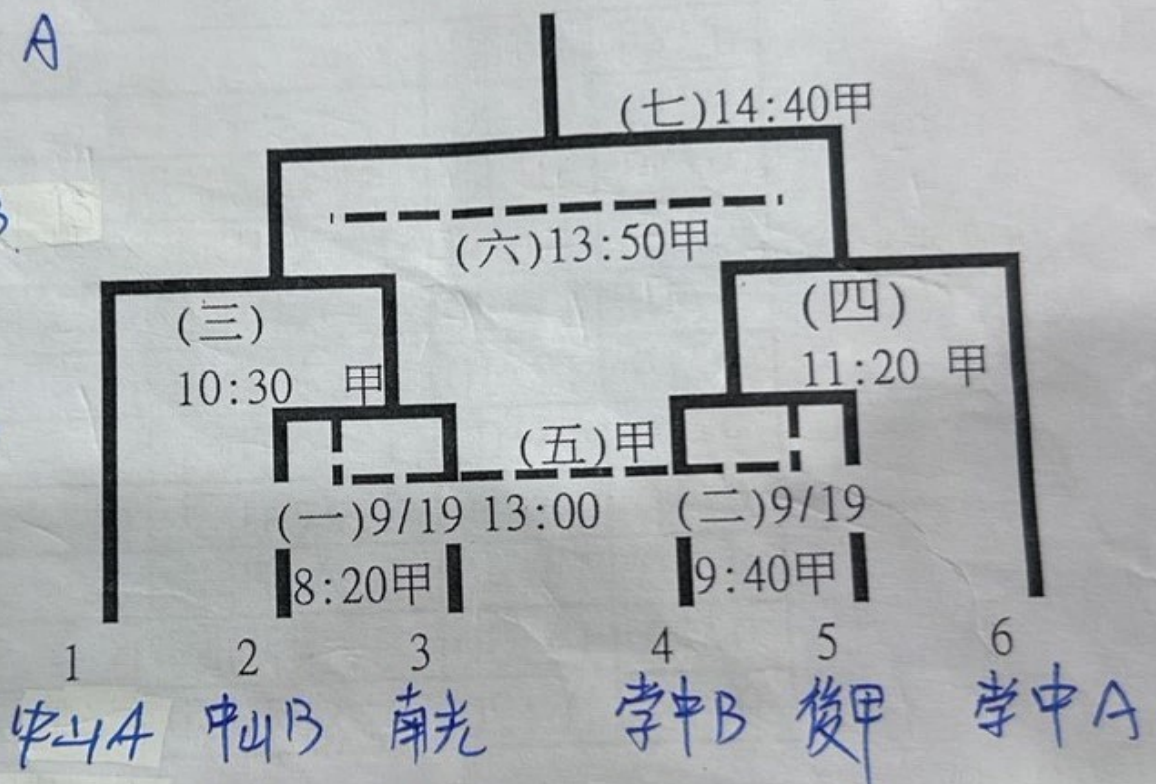 A
(七)14:40甲
(六)13:50甲
(三)
10:30 甲
(四)
11:20 甲
(五)甲
(一)9/19 13:00
(二)9/19
8:20甲
9:40甲
1 2 3 4 5 6
中山A 中山B 南光 学中B 後甲 学中A